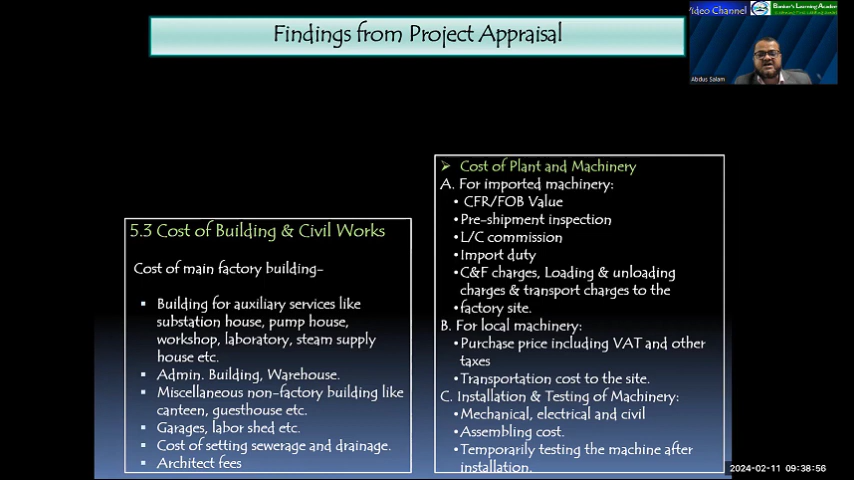 Findings from Project Appraisal
Video Channel
Banker's Learning Academy
Abdus Salam
5.3 Cost of Building & Civil Works
Cost of main factory building-
▪ Building for auxiliary services like
substation house, pump house,
workshop, laboratory, steam supply
house etc.
▪ Admin. Building, Warehouse.
▪ Miscellaneous non-factory building like
canteen, guesthouse etc.
▪ Garages, labor shed etc.
▪ Cost of setting sewerage and drainage.
▪ Architect fees
➢ Cost of Plant and Machinery
A. For imported machinery:
• CFR/FOB Value
• Pre-shipment inspection
• L/C commission
• Import duty
• C&F charges, Loading & unloading
charges & transport charges to the
• factory site.
B. For local machinery:
• Purchase price including VAT and other
taxes
• Transportation cost to the site.
C. Installation & Testing of Machinery:
• Mechanical, electrical and civil
• Assembling cost.
• Temporarily testing the machine after
installation.
2024-02-11 09:38:56